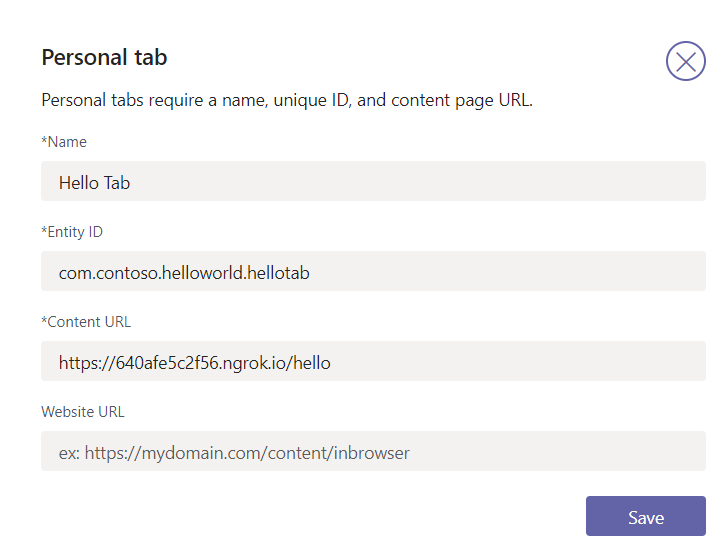 Personal tab
Personal tabs require a name, unique ID, and content page URL.
*Name
Hello Tab
*Entity ID
com.contoso.helloworld.hellotab
*Content URL
https://640afe5c2f56.ngrok.io/hello
Website URL
ex: https://mydomain.com/content/inbrowser
Save